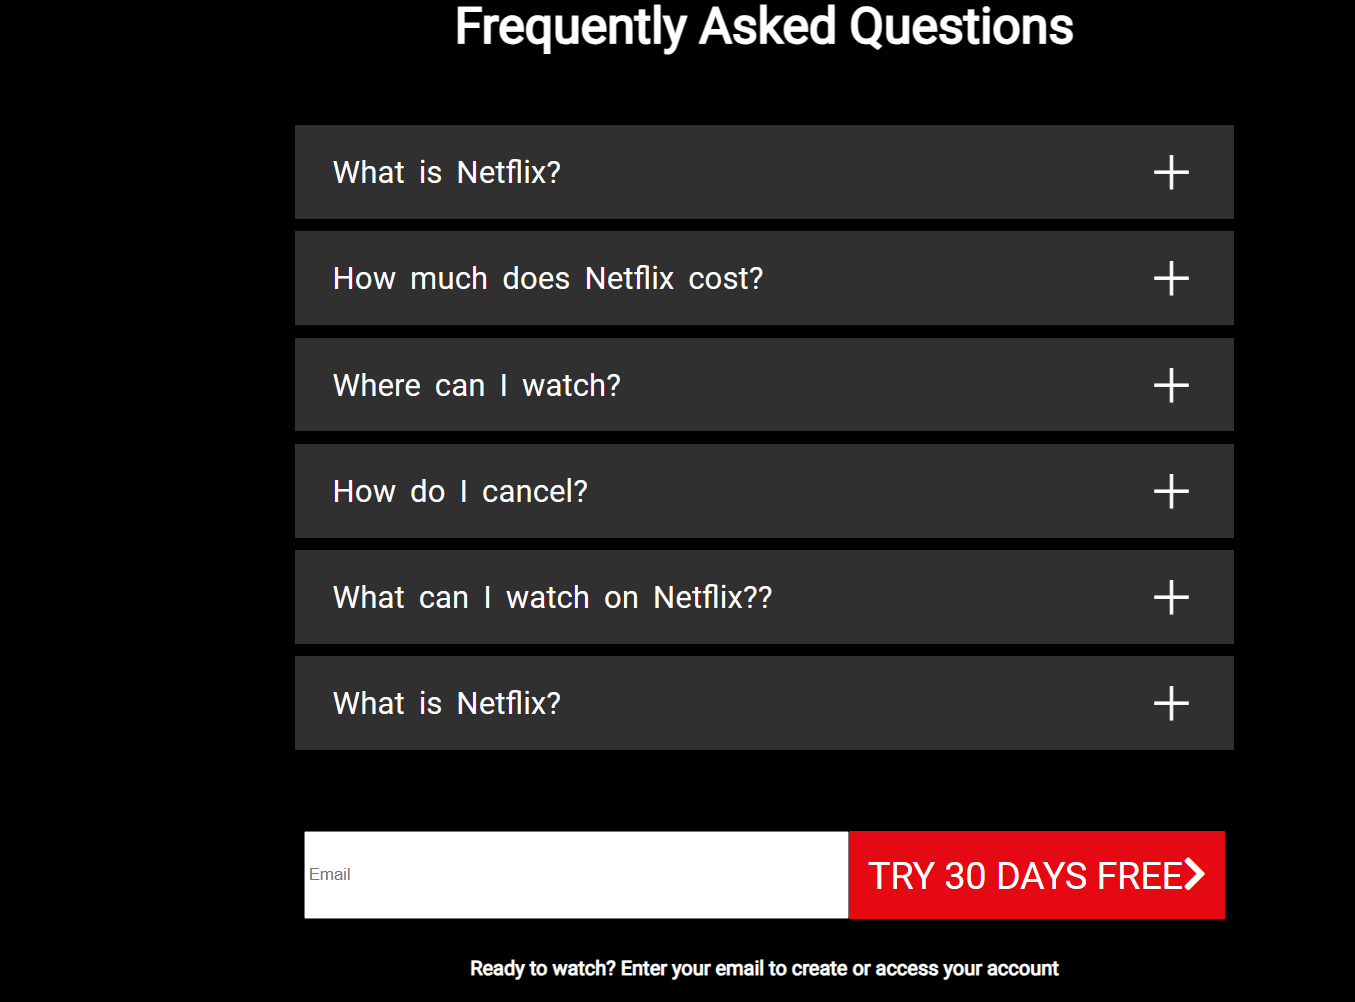 Frequently Asked Questions
What is Netflix?
How much does Netflix cost?
Where can I watch?
How do I cancel?
What can I watch on Netflix??
What is Netflix?
Email
TRY 30 DAYS FREE
Ready to watch? Enter your email to create or access your account